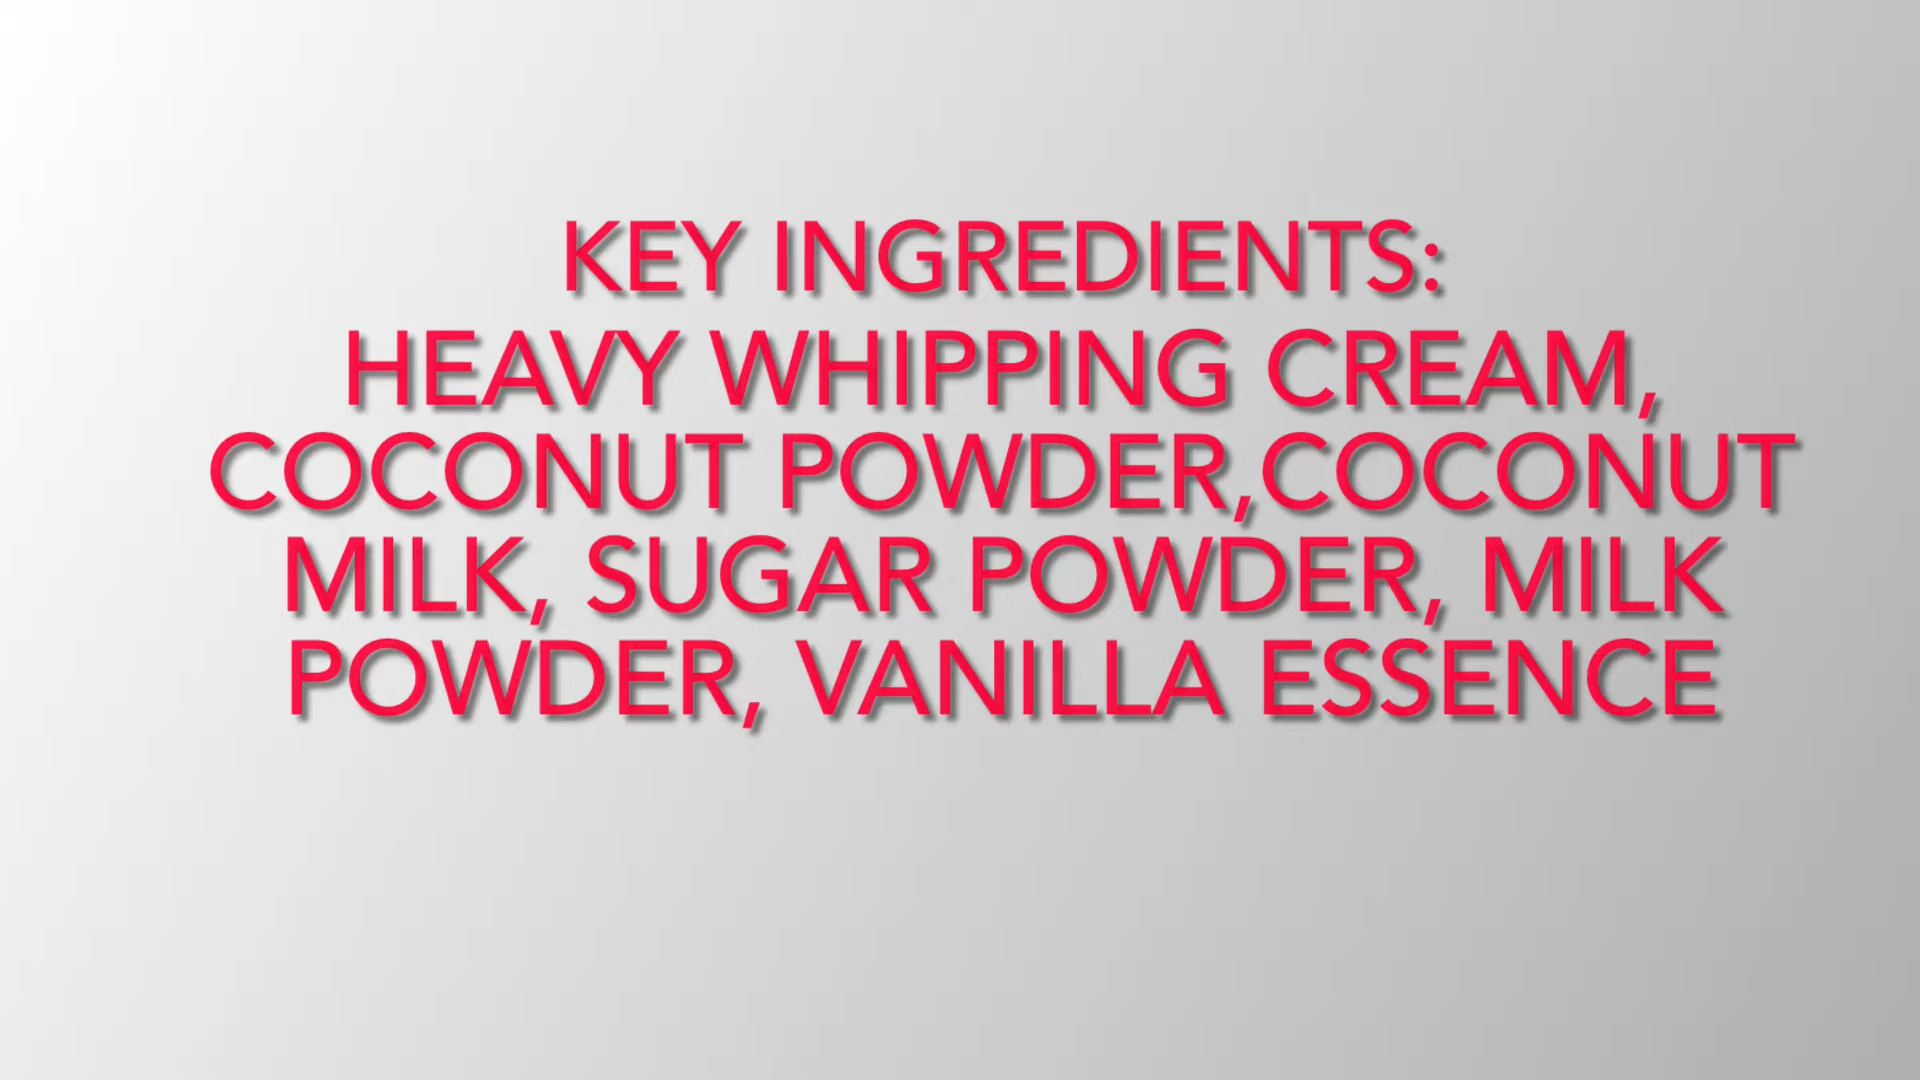 KEY INGREDIENTS:
HEAVY WHIPPING CREAM,
COCONUT POWDER,COCONUT
MILK, SUGAR POWDER, MILK
POWDER, VANILLA ESSENCE